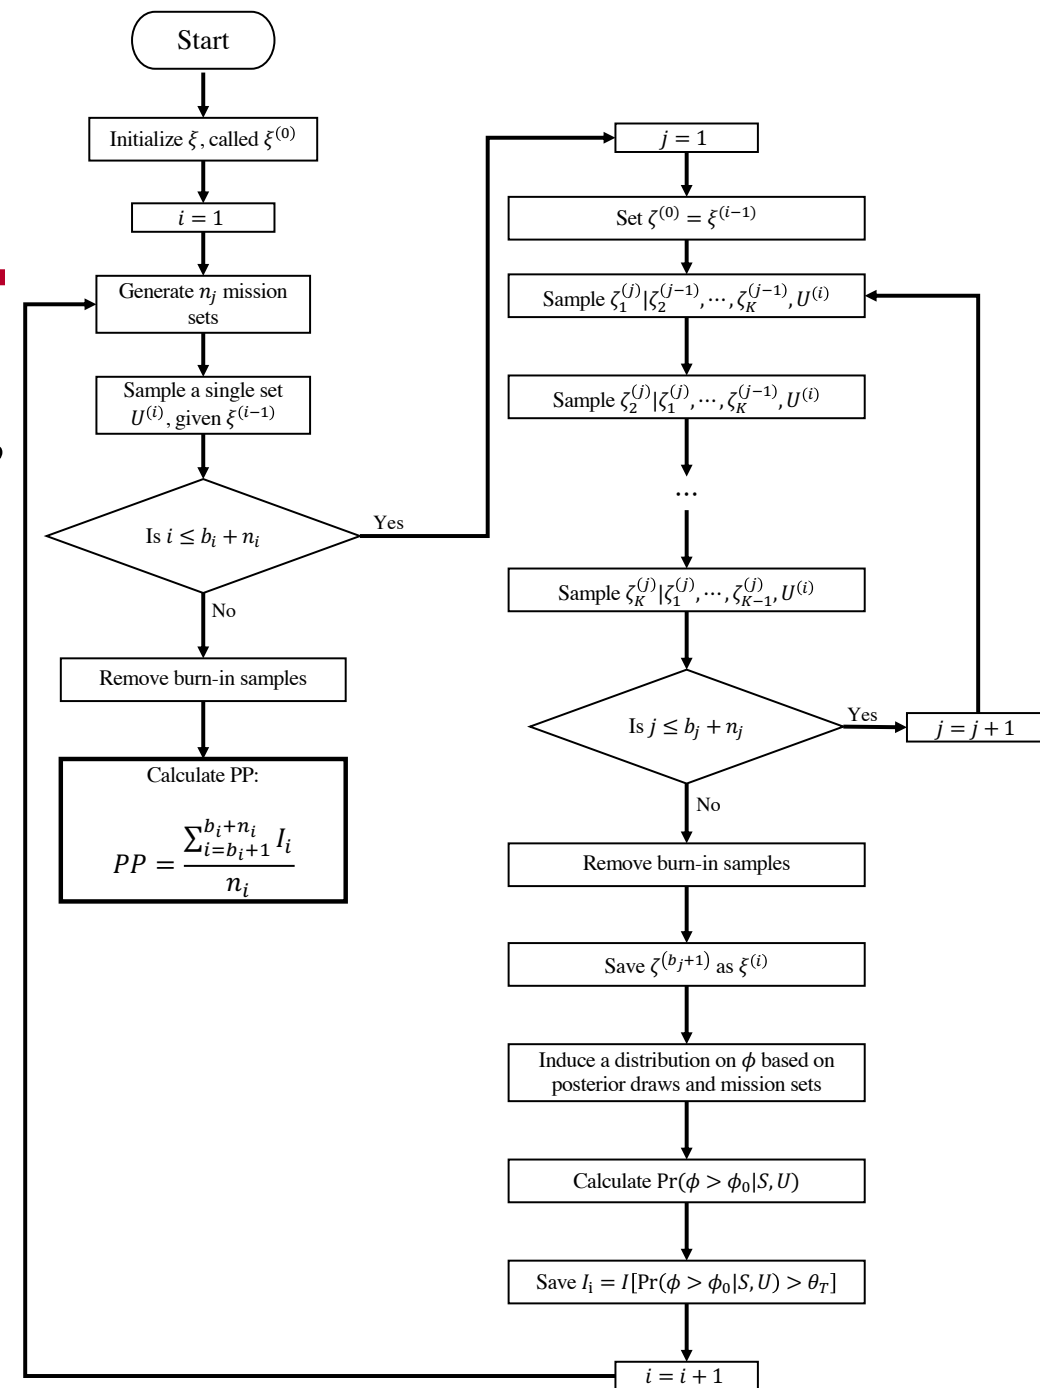 Start
Initialize ξ, called ξ^(0)
i = 1
Generate n_j mission
sets
Sample a single set
U^(i), given ξ^(i−1)
Is i ≤ b_i + n_i
Yes
No
Remove burn-in samples
Calculate PP:
PP = ∑_{i=b_i+1}^{b_i+n_i} I_i / n_i
j = 1
Set ζ^(0) = ξ^(i−1)
Sample ζ_1^(j)|ζ_2^(j−1), ⋯, ζ_K^(j−1), U^(i)
Sample ζ_2^(j)|ζ_1^(j), ⋯, ζ_K^(j−1), U^(i)
...
Sample ζ_K^(j)|ζ_1^(j), ⋯, ζ_{K−1}^(j), U^(i)
Is j ≤ b_j + n_j
Yes
j = j + 1
No
Remove burn-in samples
Save ζ^(b_j+1) as ξ^(i)
Induce a distribution on ϕ based on
posterior draws and mission sets
Calculate Pr(ϕ > ϕ_0|S, U)
Save I_i = I[Pr(ϕ > ϕ_0|S, U) > θ_T]
i = i + 1